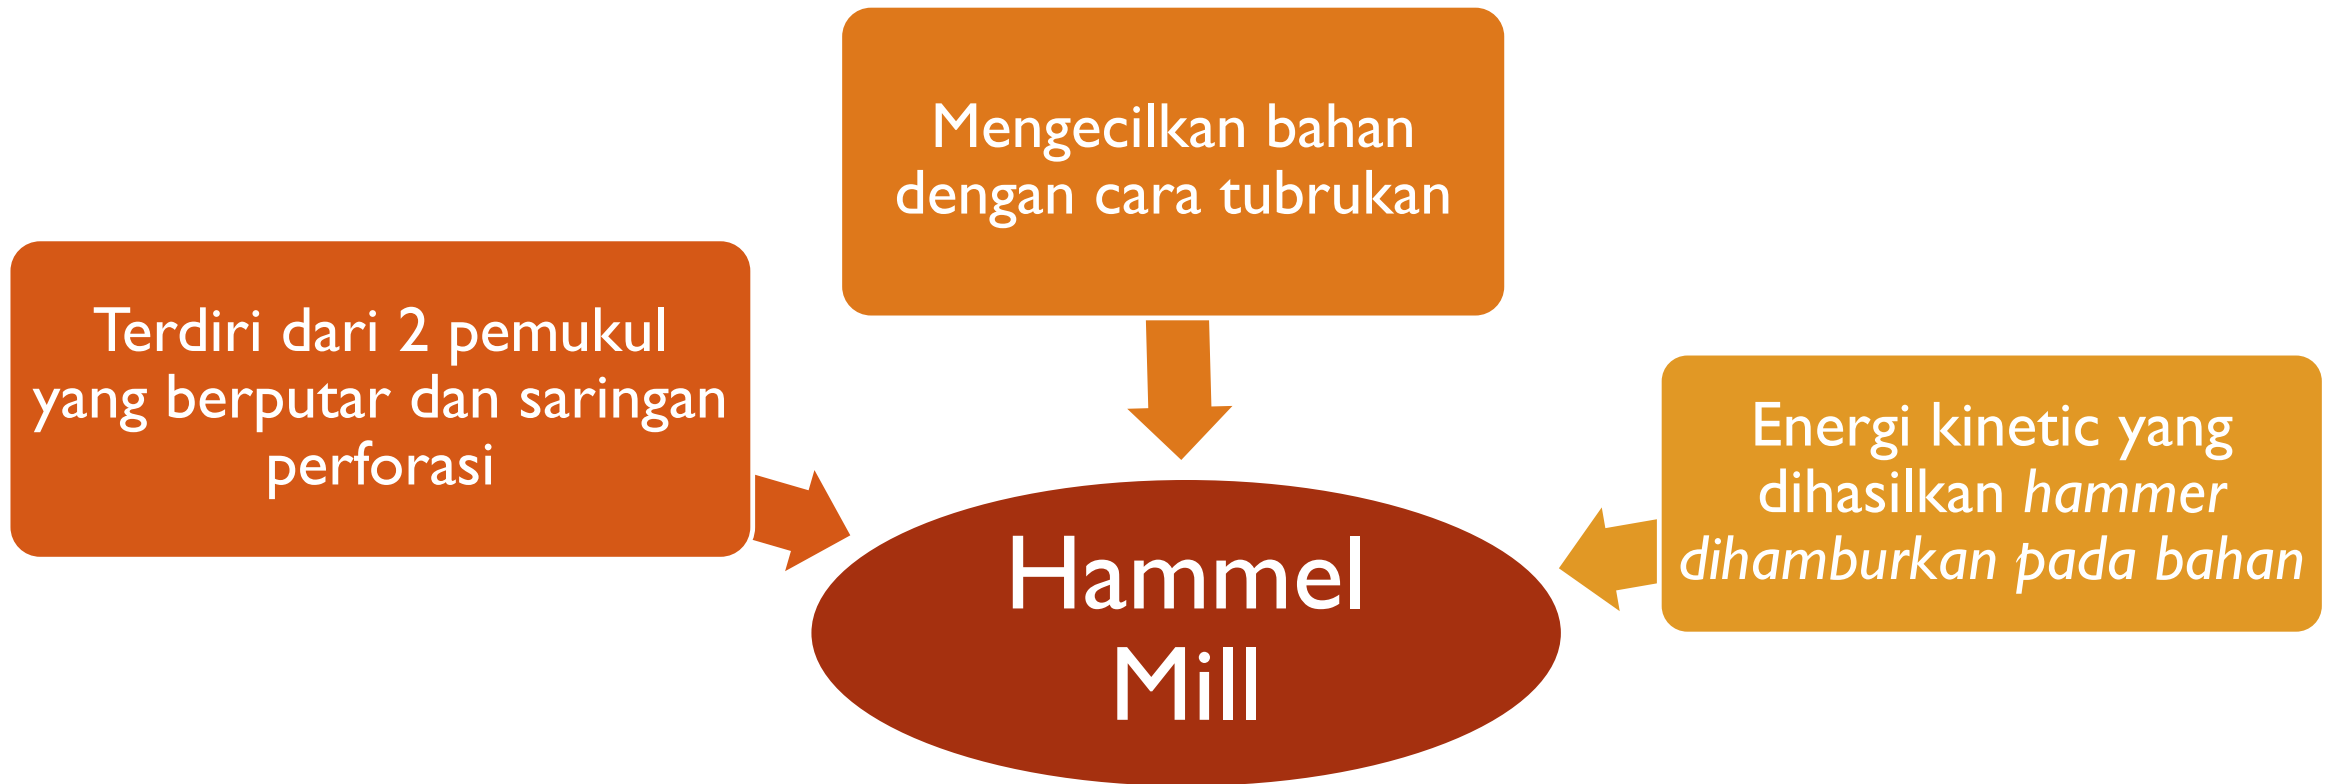 Mengecilkan bahan
dengan cara tubrukan
Terdiri dari 2 pemukul
yang berputar dan saringan
perforasi
Energi kinetic yang
dihasilkan hammer
dihamburkan pada bahan
Hammel
Mill